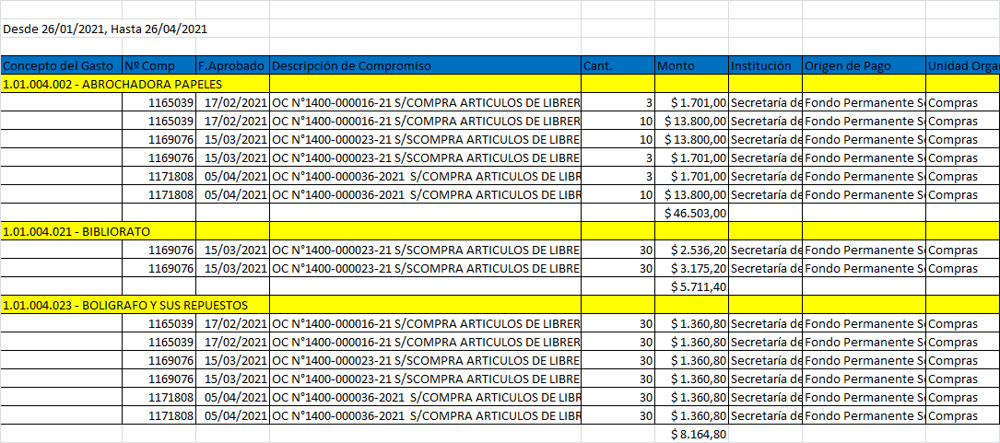 Desde 26/01/2021, Hasta 26/04/2021
Concepto del Gasto Nº Comp F.Aprobado Descripción de Compromiso Cant. Monto Institución Origen de Pago Unidad Orga
1.01.004.002 - ABROCHADORA PAPELES
1165039 17/02/2021 OC N°1400-000016-21 S/COMPRA ARTICULOS DE LIBRER 3 $ 1.701,00 Secretaría de Fondo Permanente Se Compras
1165039 17/02/2021 OC N°1400-000016-21 S/COMPRA ARTICULOS DE LIBRER 10 $ 13.800,00 Secretaría de Fondo Permanente Se Compras
1169076 15/03/2021 OC N°1400-000023-21 S/SCOMPRA ARTICULOS DE LIBRE 10 $ 13.800,00 Secretaría de Fondo Permanente Se Compras
1169076 15/03/2021 OC N°1400-000023-21 S/SCOMPRA ARTICULOS DE LIBRE 3 $ 1.701,00 Secretaría de Fondo Permanente Se Compras
1171808 05/04/2021 OC N°1400-000036-2021 S/COMPRA ARTICULOS DE LIBR 3 $ 1.701,00 Secretaría de Fondo Permanente Se Compras
1171808 05/04/2021 OC N°1400-000036-2021 S/COMPRA ARTICULOS DE LIBR 10 $ 13.800,00 Secretaría de Fondo Permanente Se Compras
$ 46.503,00
1.01.004.021 - BIBLIORATO
1169076 15/03/2021 OC N°1400-000023-21 S/SCOMPRA ARTICULOS DE LIBRE 30 $ 2.536,20 Secretaría de Fondo Permanente Se Compras
1169076 15/03/2021 OC N°1400-000023-21 S/SCOMPRA ARTICULOS DE LIBRE 30 $ 3.175,20 Secretaría de Fondo Permanente Se Compras
$ 5.711,40
1.01.004.023 - BOLIGRAFO Y SUS REPUESTOS
1165039 17/02/2021 OC N°1400-000016-21 S/COMPRA ARTICULOS DE LIBRER 30 $ 1.360,80 Secretaría de Fondo Permanente Se Compras
1165039 17/02/2021 OC N°1400-000016-21 S/COMPRA ARTICULOS DE LIBRER 30 $ 1.360,80 Secretaría de Fondo Permanente Se Compras
1169076 15/03/2021 OC N°1400-000023-21 S/SCOMPRA ARTICULOS DE LIBRE 30 $ 1.360,80 Secretaría de Fondo Permanente Se Compras
1169076 15/03/2021 OC N°1400-000023-21 S/SCOMPRA ARTICULOS DE LIBRE 30 $ 1.360,80 Secretaría de Fondo Permanente Se Compras
1171808 05/04/2021 OC N°1400-000036-2021 S/COMPRA ARTICULOS DE LIBR 30 $ 1.360,80 Secretaría de Fondo Permanente Se Compras
1171808 05/04/2021 OC N°1400-000036-2021 S/COMPRA ARTICULOS DE LIBR 30 $ 1.360,80 Secretaría de Fondo Permanente Se Compras
$ 8.164,80